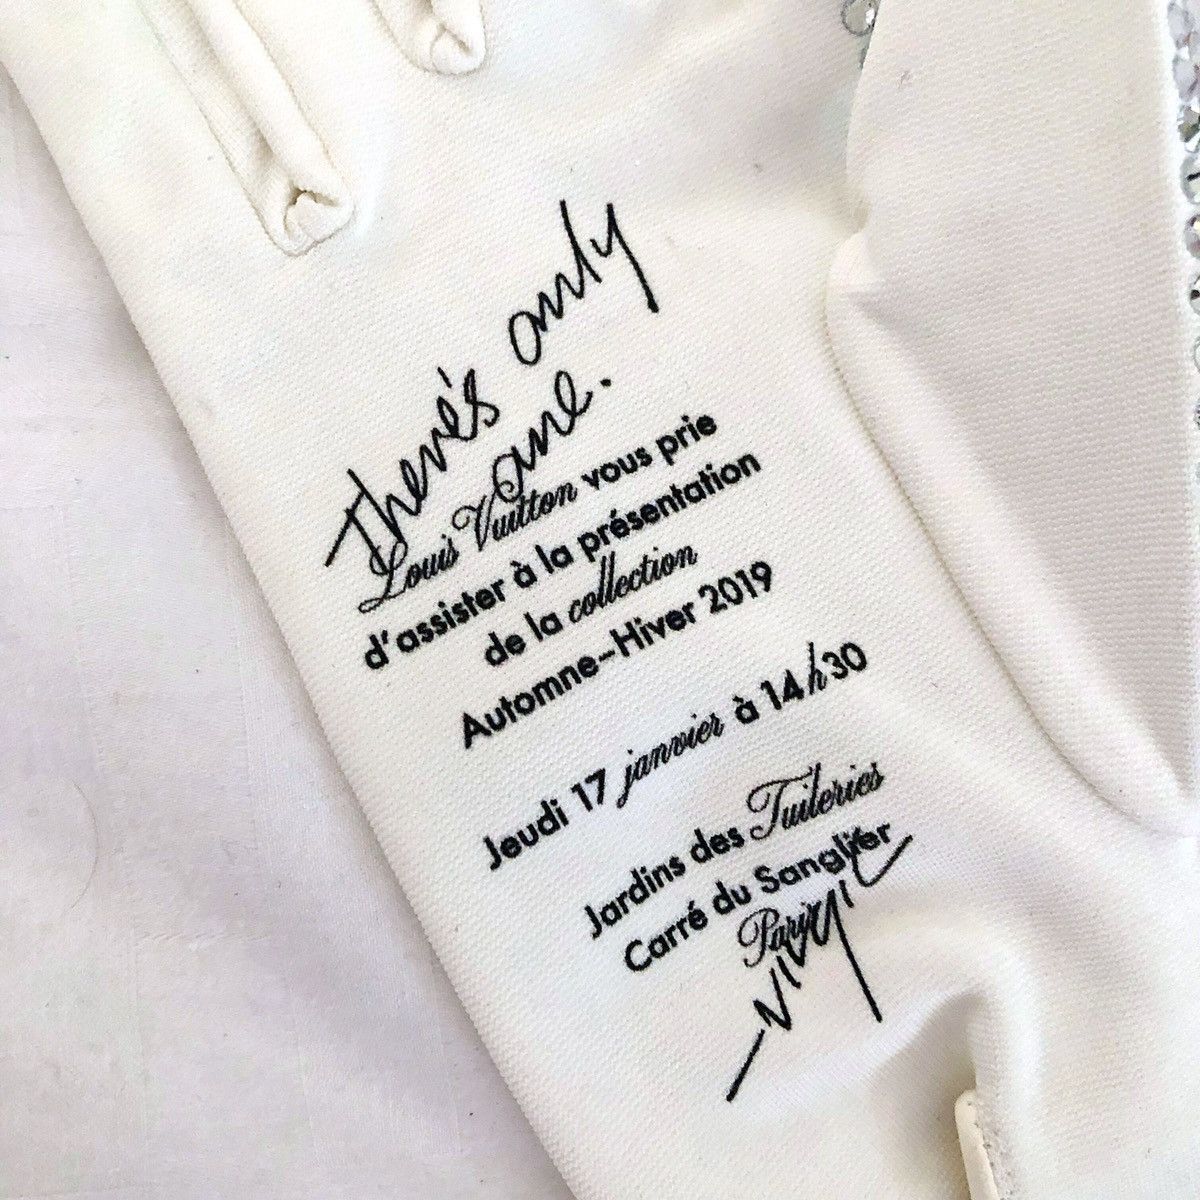 There's only
one.
Louis Vuitton vous prie
d'assister à la présentation
de la collection
Automne–Hiver 2019
Jeudi 17 janvier à 14h30
Jardins des Tuileries
Carré du Sanglier
Paris
–Virgil